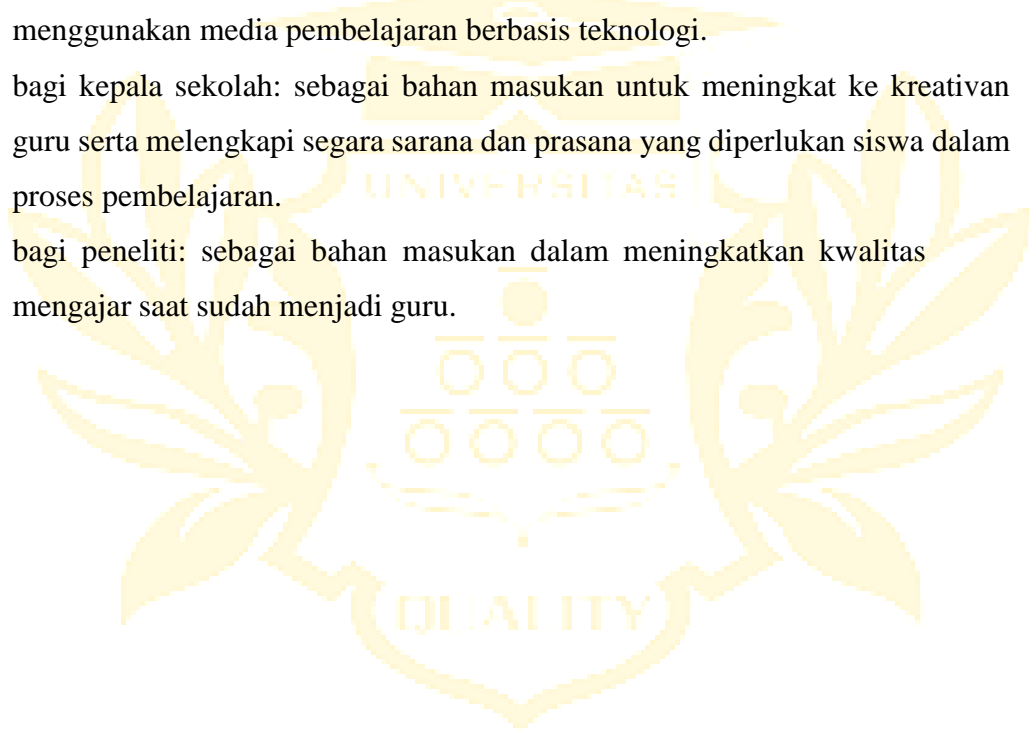 menggunakan media pembelajaran berbasis teknologi.
bagi kepala sekolah: sebagai bahan masukan untuk meningkat ke kreativan
guru serta melengkapi segara sarana dan prasana yang diperlukan siswa dalam
proses pembelajaran.
UNIVERSITAS
bagi peneliti: sebagai bahan masukan dalam meningkatkan kwalitas
mengajar saat sudah menjadi guru.
QUALITY